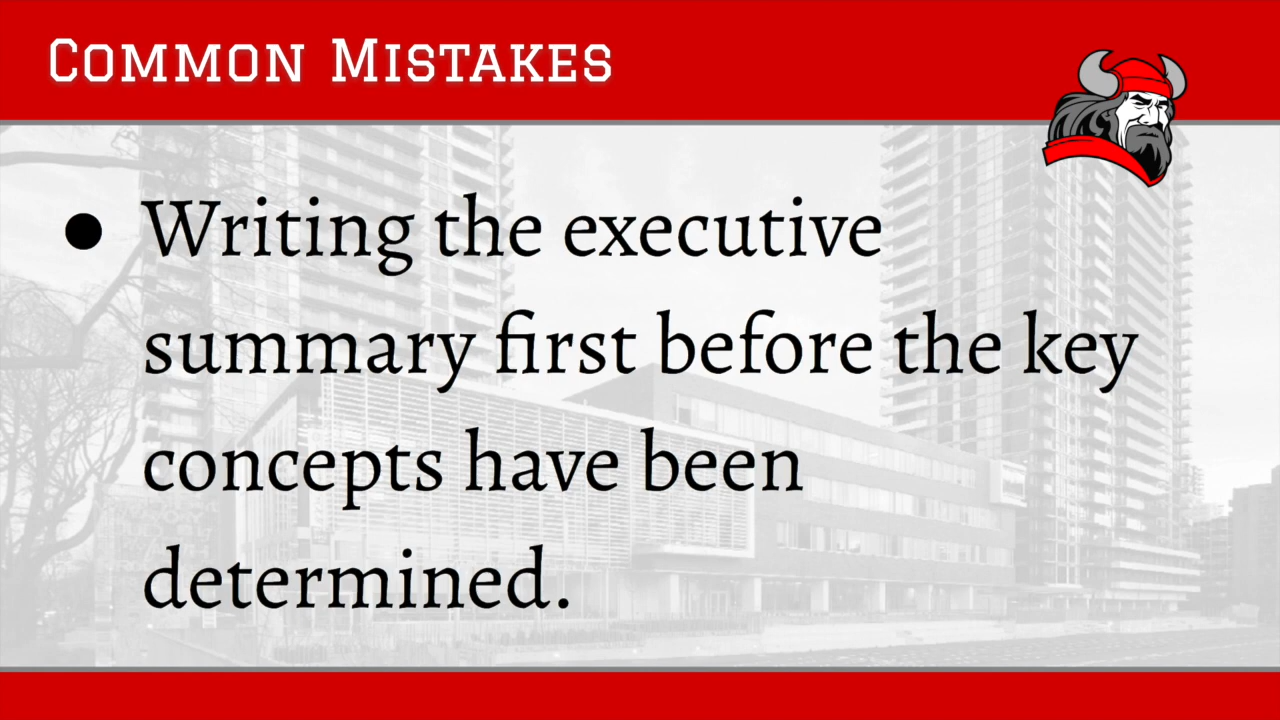 Common Mistakes
● Writing the executive
summary first before the key
concepts have been
determined.